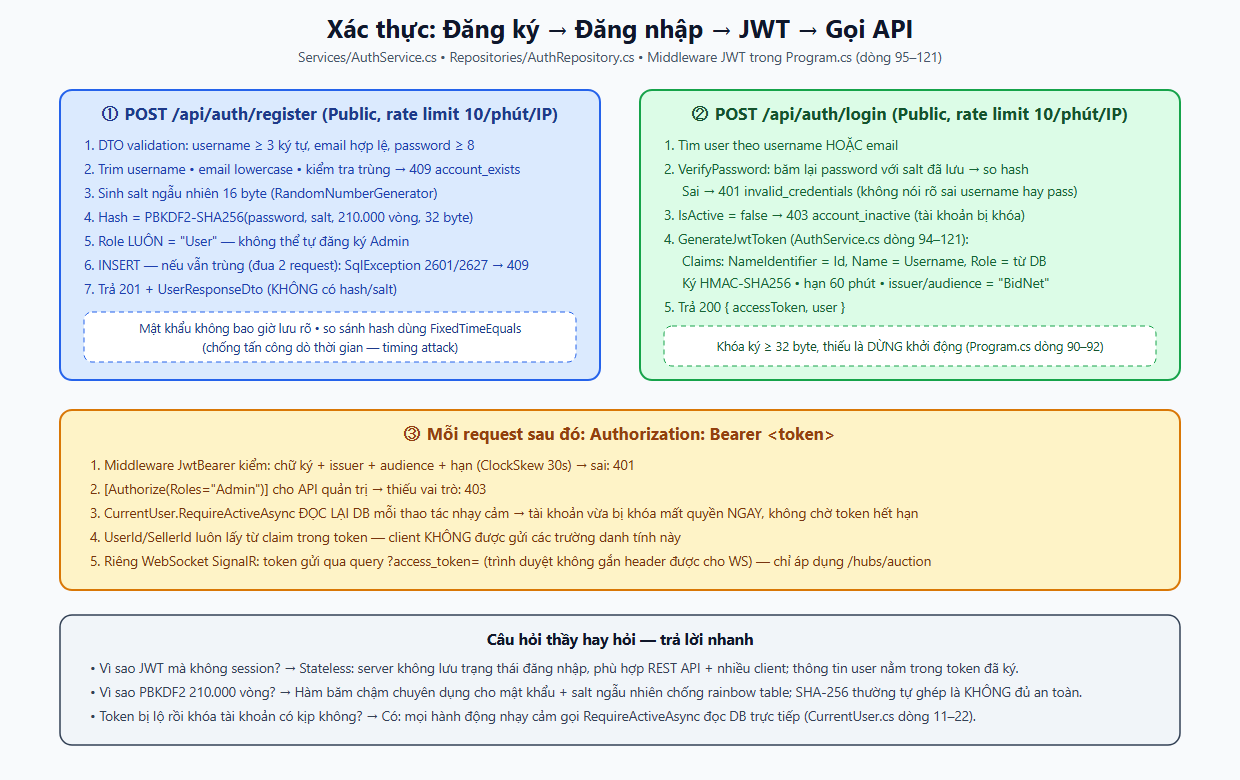 Xác thực: Đăng ký → Đăng nhập → JWT → Gọi API
Services/AuthService.cs • Repositories/AuthRepository.cs • Middleware JWT trong Program.cs (dòng 95–121)
① POST /api/auth/register (Public, rate limit 10/phút/IP)
1. DTO validation: username ≥ 3 ký tự, email hợp lệ, password ≥ 8
2. Trim username • email lowercase • kiểm tra trùng → 409 account_exists
3. Sinh salt ngẫu nhiên 16 byte (RandomNumberGenerator)
4. Hash = PBKDF2-SHA256(password, salt, 210.000 vòng, 32 byte)
5. Role LUÔN = "User" — không thể tự đăng ký Admin
6. INSERT — nếu vẫn trùng (đua 2 request): SqlException 2601/2627 → 409
7. Trả 201 + UserResponseDto (KHÔNG có hash/salt)
Mật khẩu không bao giờ lưu rõ • so sánh hash dùng FixedTimeEquals
(chống tấn công dò thời gian — timing attack)
② POST /api/auth/login (Public, rate limit 10/phút/IP)
1. Tìm user theo username HOẶC email
2. VerifyPassword: băm lại password với salt đã lưu → so hash
Sai → 401 invalid_credentials (không nói rõ sai username hay pass)
3. IsActive = false → 403 account_inactive (tài khoản bị khóa)
4. GenerateJwtToken (AuthService.cs dòng 94–121):
Claims: NameIdentifier = Id, Name = Username, Role = từ DB
Ký HMAC-SHA256 • hạn 60 phút • issuer/audience = "BidNet"
5. Trả 200 { accessToken, user }
Khóa ký ≥ 32 byte, thiếu là DỪNG khởi động (Program.cs dòng 90–92)
③ Mỗi request sau đó: Authorization: Bearer <token>
1. Middleware JwtBearer kiểm: chữ ký + issuer + audience + hạn (ClockSkew 30s) → sai: 401
2. [Authorize(Roles="Admin")] cho API quản trị → thiếu vai trò: 403
3. CurrentUser.RequireActiveAsync ĐỌC LẠI DB mỗi thao tác nhạy cảm → tài khoản vừa bị khóa mất quyền NGAY, không chờ token hết hạn
4. UserId/SellerId luôn lấy từ claim trong token — client KHÔNG được gửi các trường danh tính này
5. Riêng WebSocket SignalR: token gửi qua query ?access_token= (trình duyệt không gắn header được cho WS) — chỉ áp dụng /hubs/auction
Câu hỏi thầy hay hỏi — trả lời nhanh
• Vì sao JWT mà không session? → Stateless: server không lưu trạng thái đăng nhập, phù hợp REST API + nhiều client; thông tin user nằm trong token đã ký.
• Vì sao PBKDF2 210.000 vòng? → Hàm băm chậm chuyên dụng cho mật khẩu + salt ngẫu nhiên chống rainbow table; SHA-256 thường tự ghép là KHÔNG đủ an toàn.
• Token bị lộ rồi khóa tài khoản có kịp không? → Có: mọi hành động nhạy cảm gọi RequireActiveAsync đọc DB trực tiếp (CurrentUser.cs dòng 11–22).